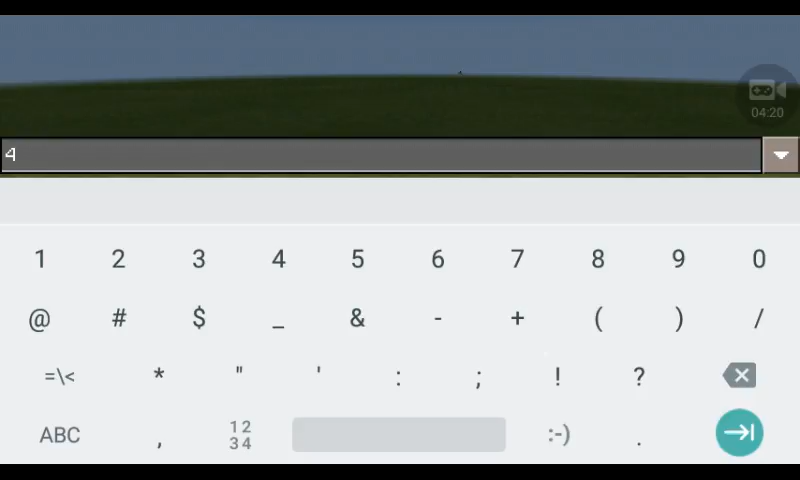 04:20
4
1 2 3 4 5 6 7 8 9 0
@ # $ _ & - + ( ) /
=\< * " ' : ; ! ?
ABC , 12 :-) .
34